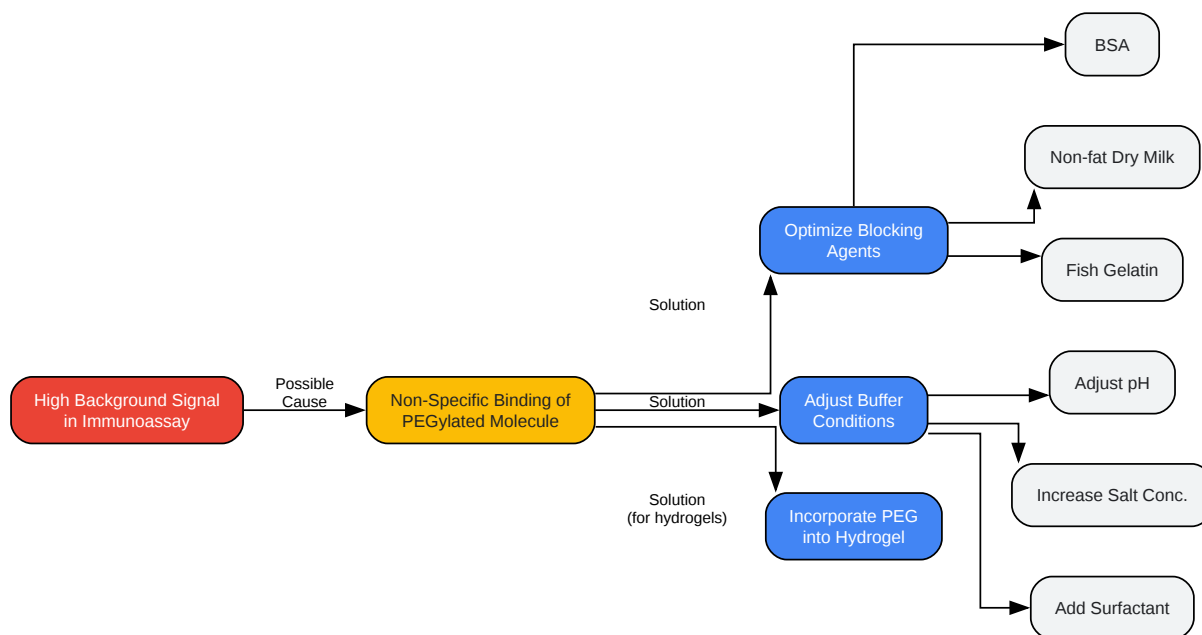 BSA
Non-fat Dry Milk
Optimize Blocking
Agents
Fish Gelatin
Solution
High Background Signal
in Immunoassay
Possible
Cause
Non-Specific Binding of
PEGylated Molecule
Solution
Adjust Buffer
Conditions
Adjust pH
Increase Salt Conc.
Solution
(for hydrogels)
Incorporate PEG
into Hydrogel
Add Surfactant